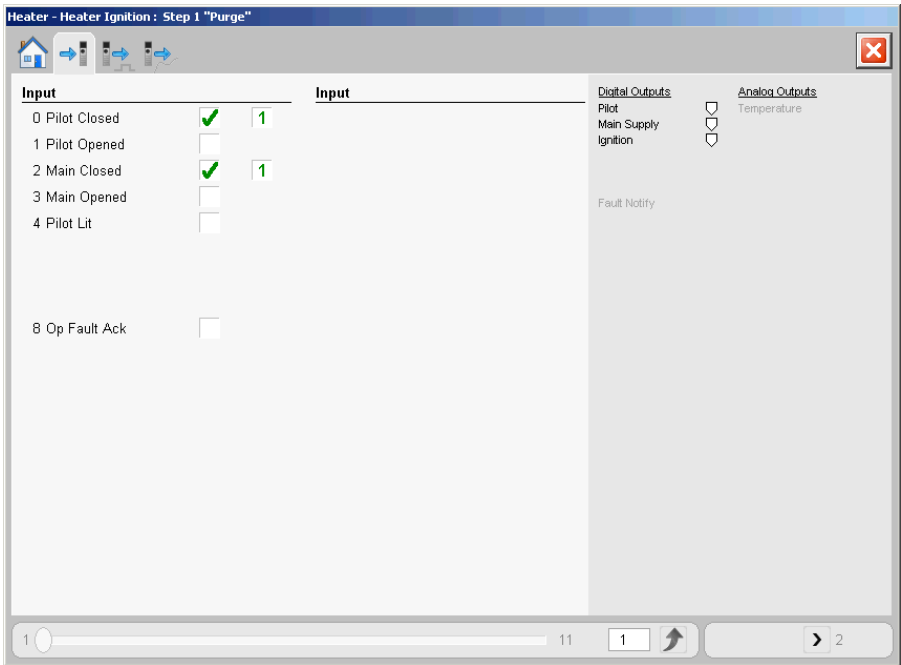 Heater - Heater Ignition : Step 1 "Purge"
Input
0 Pilot Closed 1
1 Pilot Opened
2 Main Closed 1
3 Main Opened
4 Pilot Lit
8 Op Fault Ack
Input
Digital Outputs
Pilot
Main Supply
Ignition
Fault Notify
Analog Outputs
Temperature
1 11 1 2